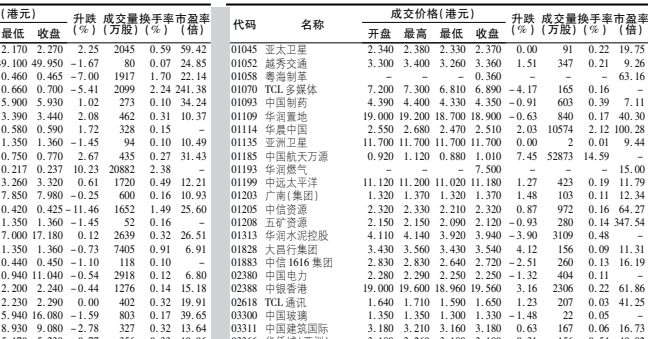 (港元) 升跌 成交量 换手率 市盈率
最低 收盘 (%) (万股) (%) (倍)
2.170 2.270 2.25 2045 0.59 59.42
49.950 -1.67 80 0.07 24.85
0.460 0.465 -7.00 1917 1.70 22.14
0.660 0.700 -5.41 2099 2.24 241.38
5.900 5.930 1.02 273 0.10 34.24
3.390 3.440 2.08 462 0.31 10.37
0.580 0.590 1.72 328 0.15 –
1.350 1.360 -1.45 94 0.10 10.49
0.750 0.770 2.67 435 0.27 31.43
0.217 0.237 10.23 20882 2.38 –
3.260 3.320 0.61 1720 0.49 12.21
7.850 7.980 -0.25 600 0.16 10.93
0.420 0.425 -11.46 1652 1.49 25.60
1.350 1.360 -1.45 52 0.16 –
17.180 0.12 2639 0.32 26.51
1.350 1.360 -0.73 7405 0.91 6.91
0.440 0.450 -1.10 118 0.10 –
11.040 -0.54 2918 0.12 6.80
2.200 2.240 -0.44 1276 0.14 15.18
2.230 2.290 0.00 402 0.32 19.91
16.080 -1.59 803 0.17 39.65
8.930 9.080 -2.78 327 0.32 13.64
代码 名称 成交价格(港元) 升跌 成交量 换手率 市盈率
开盘 最高 最低 收盘 (%) (万股) (%) (倍)
01045 亚太卫星 2.340 2.380 2.330 2.370 0.00 91 0.22 19.75
01052 越秀交通 3.300 3.400 3.260 3.360 1.51 347 0.21 9.26
01058 粤海制革 – – – 0.360 – – – 63.16
01070 TCL多媒体 7.200 7.300 6.810 6.890 -4.17 165 0.16 –
01093 中国制药 4.390 4.400 4.330 4.350 -0.91 603 0.39 7.11
01109 华润置地 19.000 19.200 18.700 18.900 -0.63 840 0.17 40.30
01114 华晨中国 2.550 2.680 2.470 2.510 2.03 10574 2.12 100.28
01135 亚洲卫星 11.700 11.700 11.700 11.700 0.00 2 0.01 9.44
01185 中国航天万源 0.920 1.120 0.880 1.010 7.45 52873 14.59 –
01193 华润燃气 – – – 7.500 – – – 15.00
01199 中远太平洋 11.120 11.200 11.020 11.180 1.27 423 0.19 11.79
01203 广南(集团) 1.320 1.370 1.320 1.370 1.48 103 0.11 12.34
01205 中信资源 2.320 2.330 2.210 2.320 0.87 972 0.16 64.27
01208 五矿资源 2.150 2.150 2.090 2.120 -0.93 280 0.14 347.54
01313 华润水泥控股 4.110 4.140 3.920 3.940 -3.90 3109 0.48 –
01828 大昌行集团 3.430 3.560 3.430 3.540 4.12 156 0.09 11.31
01883 中信1616集团 2.830 2.830 2.640 2.720 -2.51 260 0.13 16.19
02380 中国电力 2.280 2.290 2.250 2.250 -1.32 404 0.11 –
02388 中银香港 19.000 19.600 18.960 19.560 3.16 2306 0.22 61.86
02618 TCL通讯 1.640 1.710 1.590 1.650 1.23 207 0.03 41.25
03300 中国玻璃 1.350 1.350 1.300 1.330 -1.48 22 0.05 –
03311 中国建筑国际 3.180 3.210 3.160 3.180 0.63 167 0.06 16.73